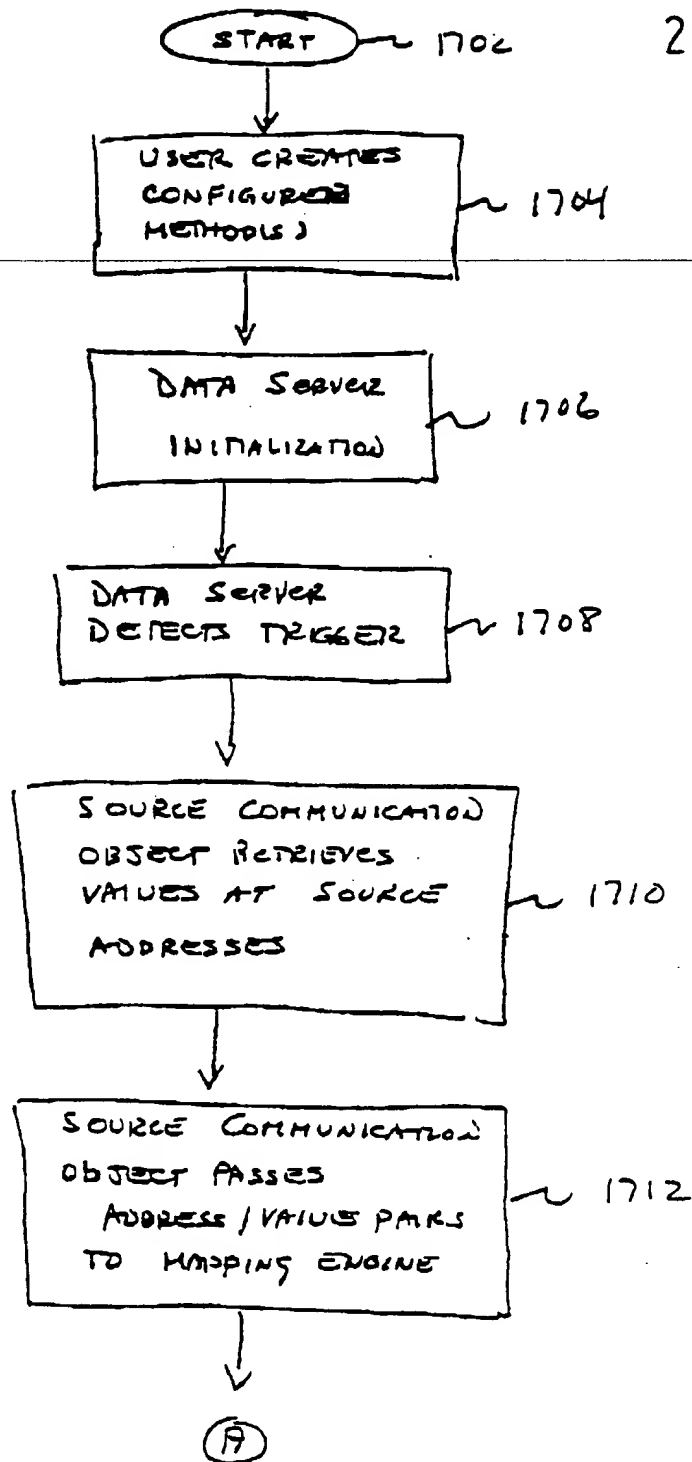 START 1702 2
USER CREATES
CONFIGURED
METHOD(S) 1704
DATA SERVER
INITIALIZATION 1706
DATA SERVER
DETECTS TRIGGER 1708
SOURCE COMMUNICATION
OBJECT RETRIEVES
VALUES AT SOURCE
ADDRESSES 1710
SOURCE COMMUNICATION
OBJECT PASSES
ADDRESS/VALUE PAIRS
TO MAPPING ENGINE 1712
A